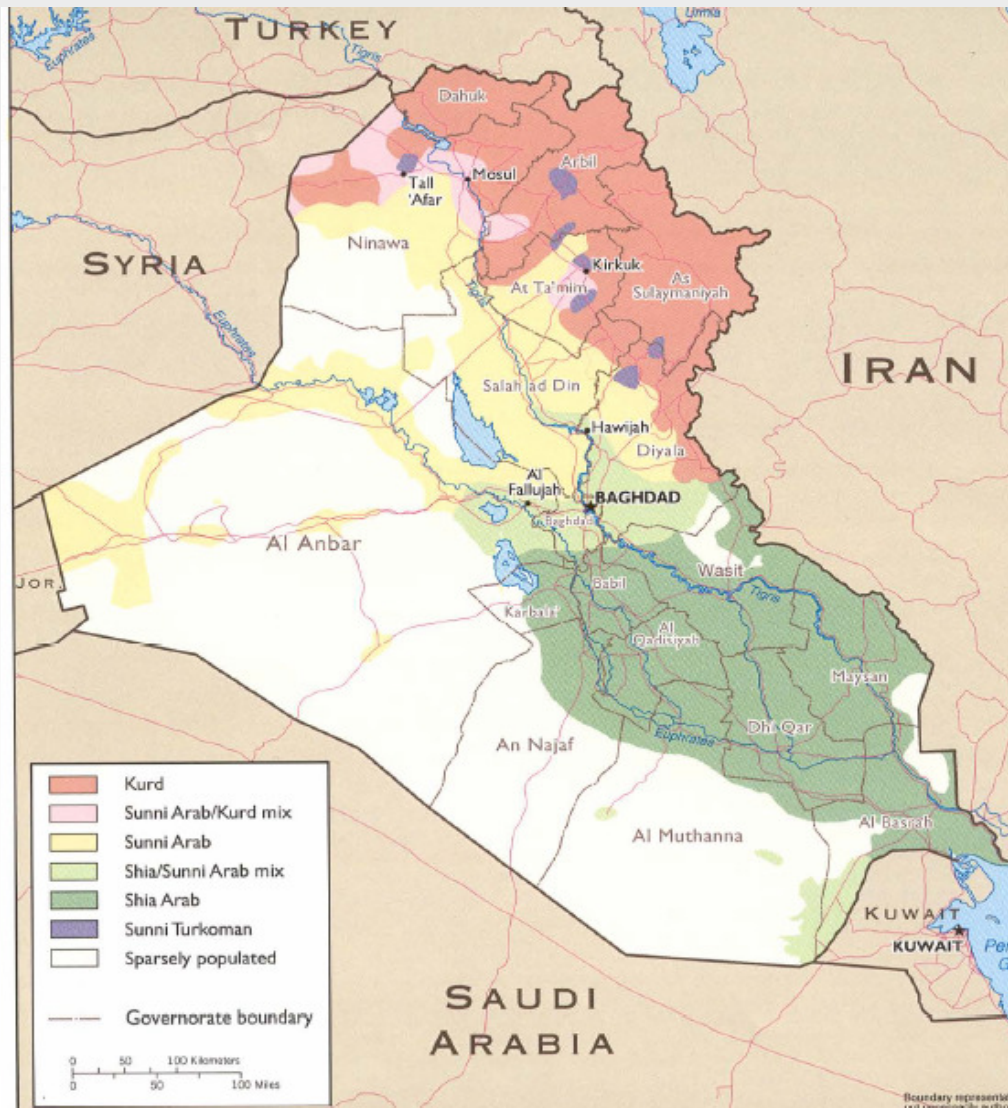 Urmia
TURKEY
Euphrates
Tigris
Dahuk
Arbil
Mosul
Tall
'Afar
Ninawa
SYRIA
Kirkuk
At Ta'mim
As
Sulaymaniyah
Tigris
Euphrates
IRAN
Salah ad Din
Hawijah
Diyala
Al
Fallujah
BAGHDAD
Baghdad
Al Anbar
JOR.
Wasit
Babil
Tigris
Karbala'
Al
Qadisiyah
Maysan
Dhi Qar
Euphrates
An Najaf
Al Muthanna
Al Basrah
Kurd
Sunni Arab/Kurd mix
Sunni Arab
Shia/Sunni Arab mix
Shia Arab
Sunni Turkoman
Sparsely populated
Governorate boundary
0 50 100 Kilometers
0 50 100 Miles
KUWAIT
KUWAIT
SAUDI
ARABIA
Boundary